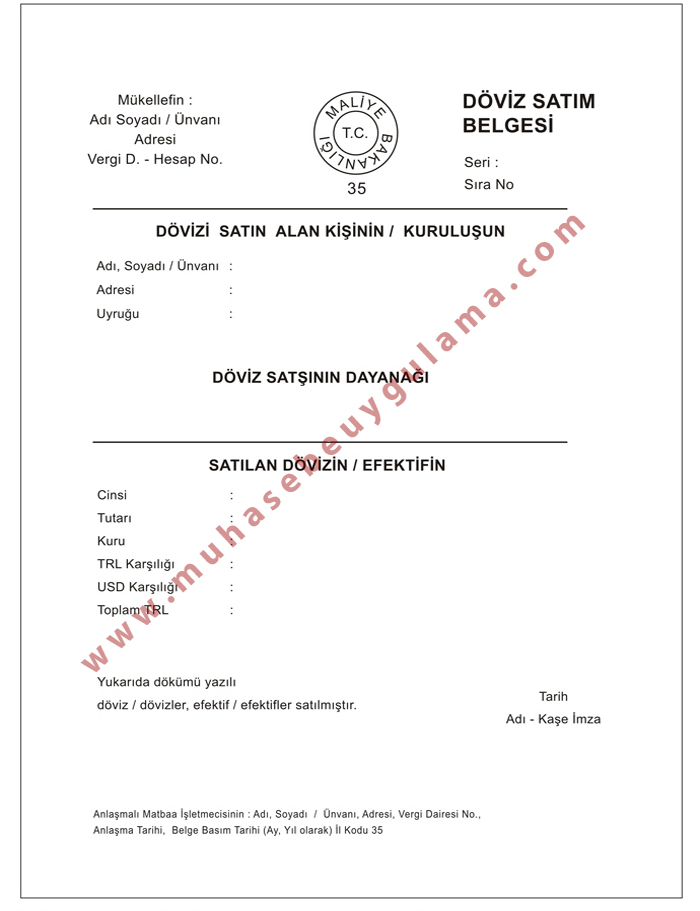 Mükellefin :
Adı Soyadı / Ünvanı
Adresi
Vergi D. - Hesap No.
MALİYE BAKANLIĞI
T.C.
35
DÖVİZ SATIM
BELGESİ
Seri :
Sıra No
DÖVİZİ SATIN ALAN KİŞİNİN / KURULUŞUN
Adı, Soyadı / Ünvanı :
Adresi :
Uyruğu :
DÖVİZ SATŞININ DAYANAĞI
SATILAN DÖVİZİN / EFEKTİFİN
Cinsi :
Tutarı :
Kuru :
TRL Karşılığı :
USD Karşılığı :
Toplam TRL :
www.muhasebeuygulama.com
Yukarıda dökümü yazılı
döviz / dövizler, efektif / efektifler satılmıştır.
Tarih
Adı - Kaşe İmza
Anlaşmalı Matbaa İşletmecisinin : Adı, Soyadı / Ünvanı, Adresi, Vergi Dairesi No.,
Anlaşma Tarihi, Belge Basım Tarihi (Ay, Yıl olarak) İl Kodu 35